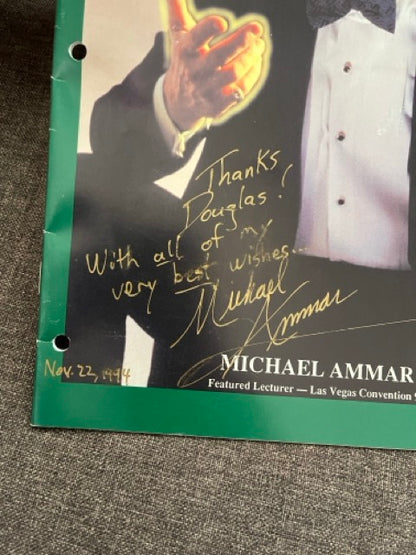 Thanks
Douglas!
With all of my
very best wishes...
Michael
Ammar
MICHAEL AMMAR
Nov. 22, 1994
Featured Lecturer — Las Vegas Convention 9